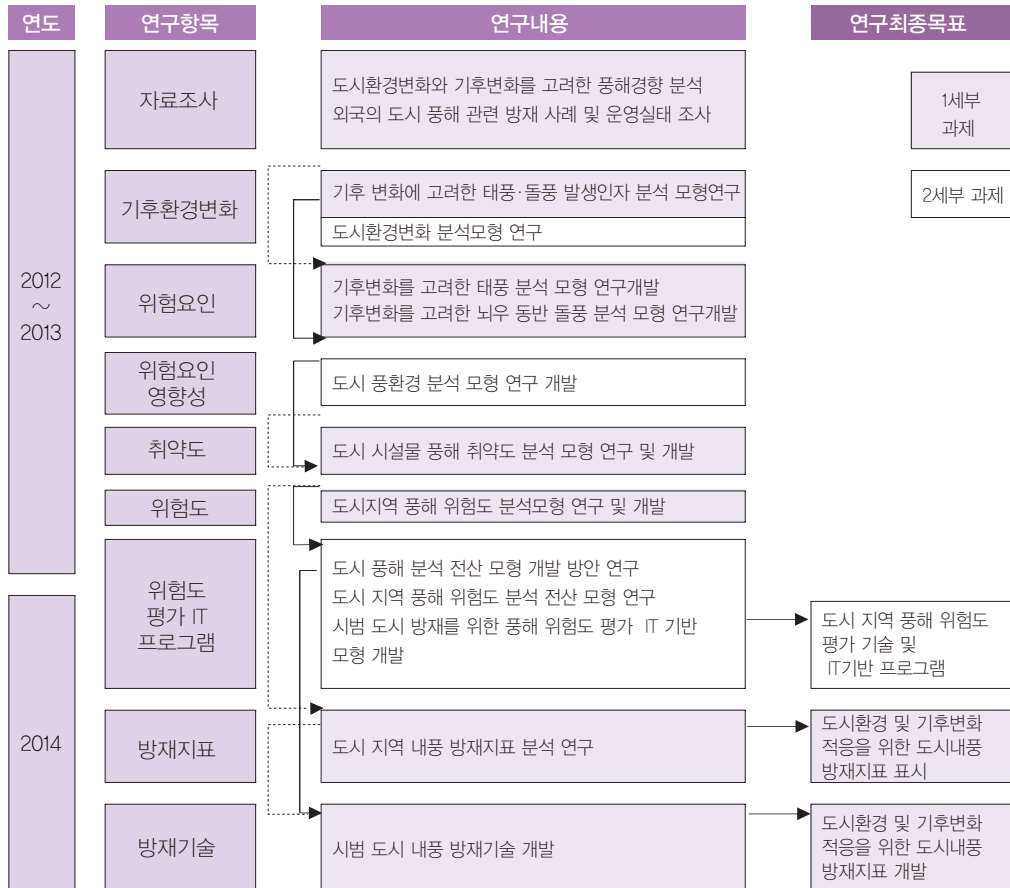 연도
연구항목
연구내용
연구최종목표
2012
~
2013
자료조사
도시환경변화와 기후변화를 고려한 풍해경향 분석
외국의 도시 풍해 관련 방재 사례 및 운영실태 조사
1세부
과제
기후환경변화
기후 변화에 고려한 태풍·돌풍 발생인자 분석 모형연구
도시환경변화 분석모형 연구
2세부 과제
위험요인
기후변화를 고려한 태풍 분석 모형 연구개발
기후변화를 고려한 뇌우 동반 돌풍 분석 모형 연구개발
위험요인
영향성
도시 풍환경 분석 모형 연구 개발
취약도
도시 시설물 풍해 취약도 분석 모형 연구 및 개발
위험도
도시지역 풍해 위험도 분석모형 연구 및 개발
위험도
평가 IT
프로그램
도시 풍해 분석 전산 모형 개발 방안 연구
도시 지역 풍해 위험도 분석 전산 모형 연구
시범 도시 방재를 위한 풍해 위험도 평가 IT 기반
모형 개발
도시 지역 풍해 위험도
평가 기술 및
IT기반 프로그램
2014
방재지표
도시 지역 내풍 방재지표 분석 연구
도시환경 및 기후변화
적응을 위한 도시내풍
방재지표 표시
방재기술
시범 도시 내풍 방재기술 개발
도시환경 및 기후변화
적응을 위한 도시내풍
방재지표 개발